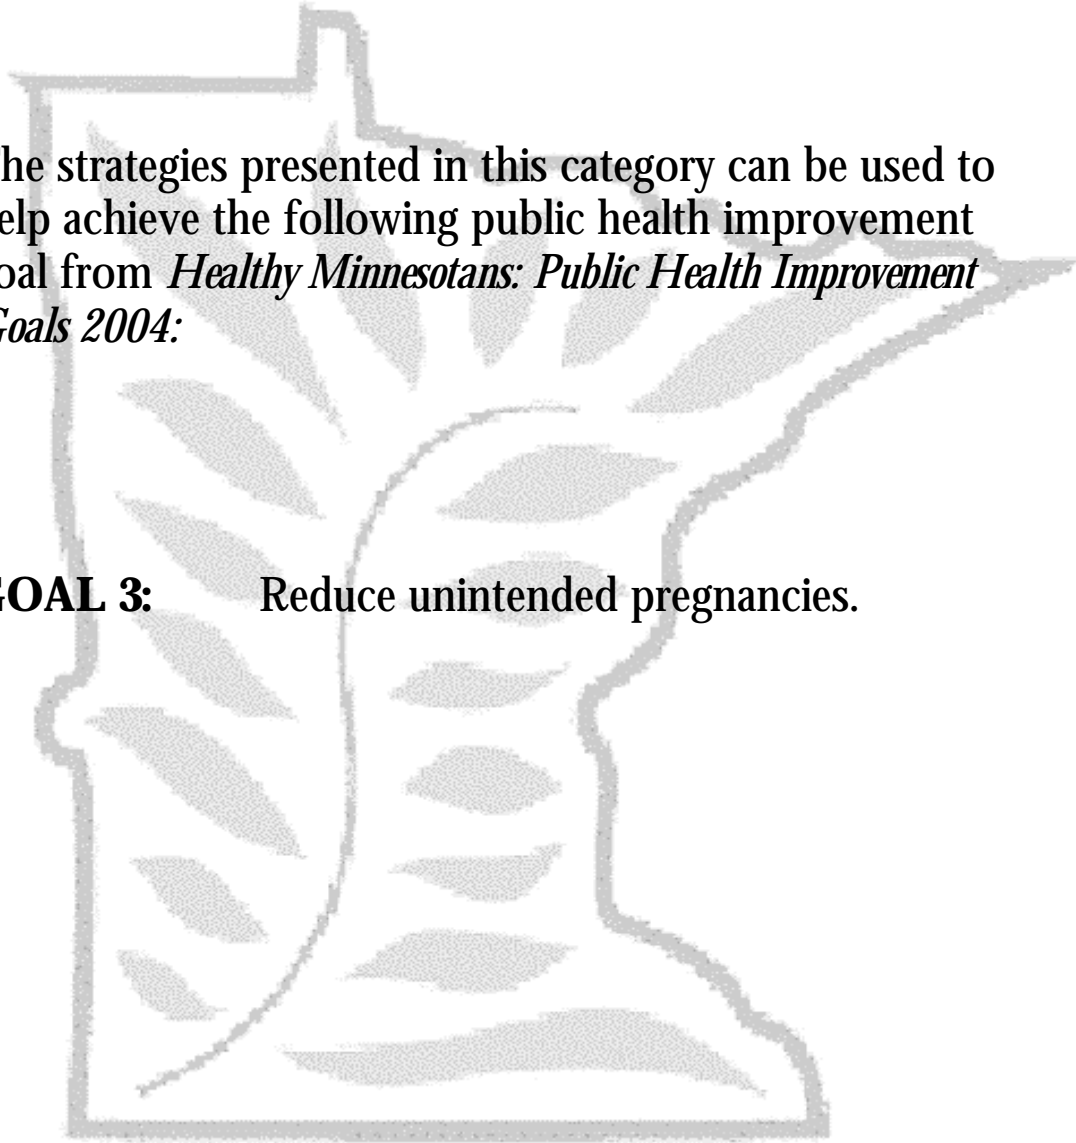 he strategies presented in this category can be used to
elp achieve the following public health improvement
oal from Healthy Minnesotans: Public Health Improvement
Goals 2004:
GOAL 3: Reduce unintended pregnancies.